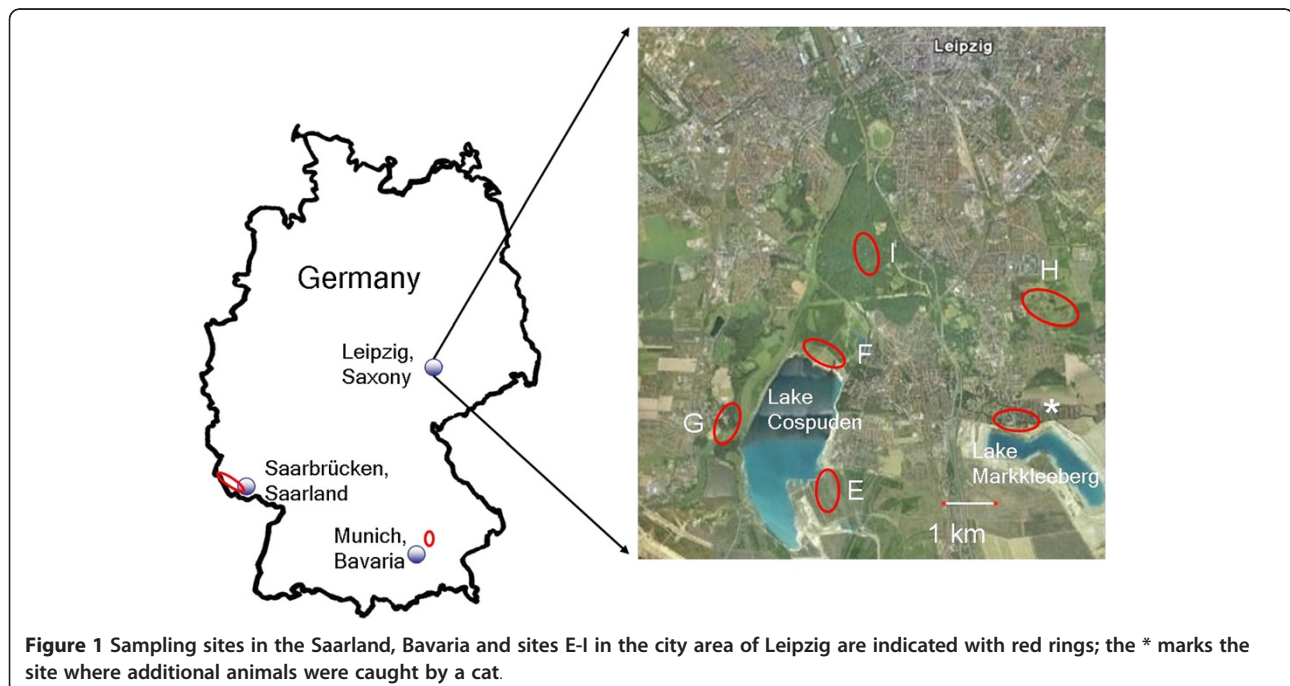 Germany
Leipzig,
Saxony
Saarbrücken,
Saarland
Munich,
Bavaria
Leipzig
I
H
F
Lake
Cospuden
G
*
Lake
Markkleeberg
E
1 km
Figure 1 Sampling sites in the Saarland, Bavaria and sites E-I in the city area of Leipzig are indicated with red rings; the * marks the
site where additional animals were caught by a cat.